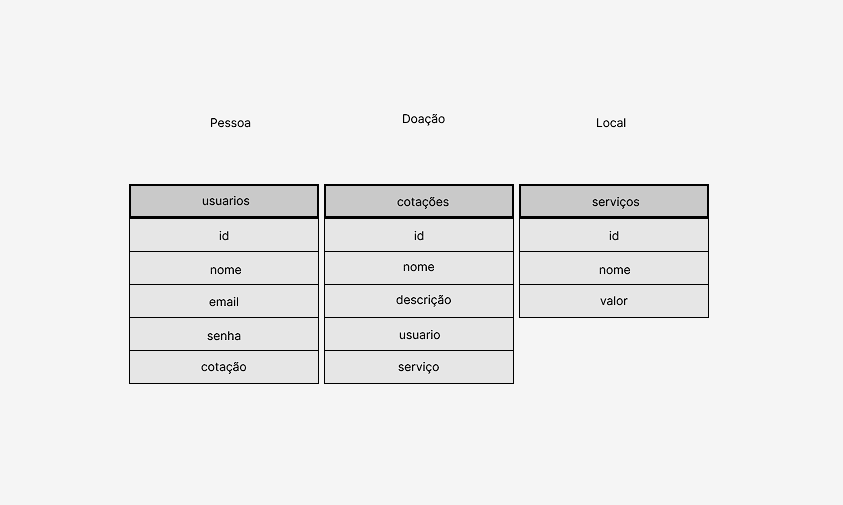 Pessoa
Doação
Local
usuarios
cotações
serviços
id
id
id
nome
nome
nome
email
descrição
valor
senha
usuario
cotação
serviço